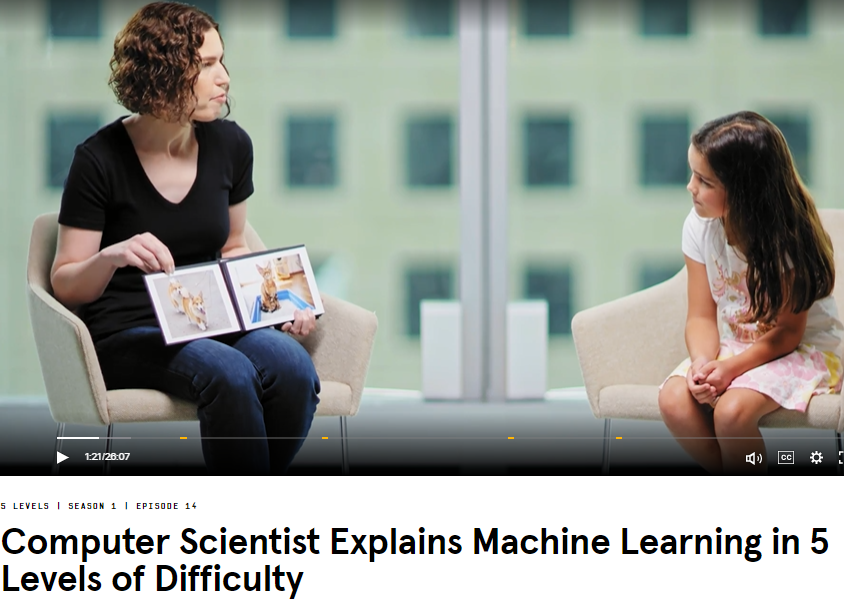 1:21/26:07
CC
5 LEVELS | SEASON 1 | EPISODE 14
Computer Scientist Explains Machine Learning in 5
Levels of Difficulty